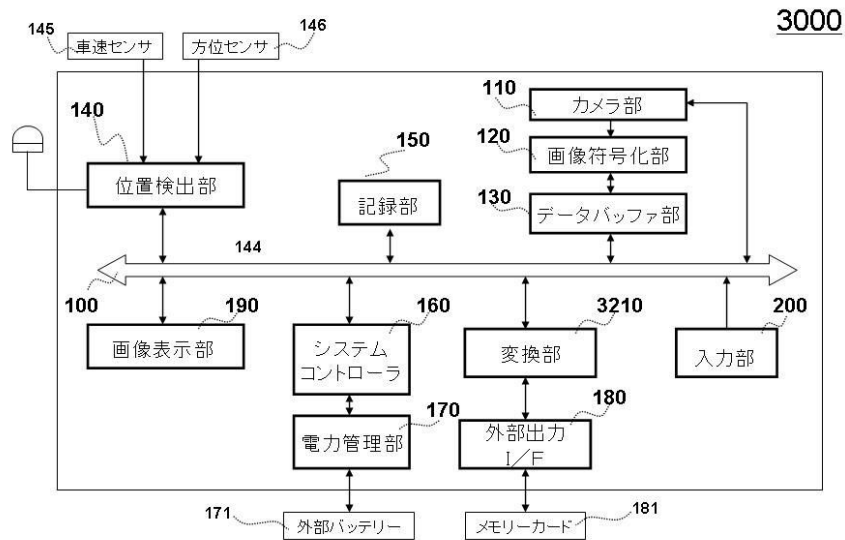 3000
145
車速センサ
方位センサ
146
140
位置検出部
150
記録部
110
カメラ部
120
画像符号化部
130
データバッファ部
144
100
190
画像表示部
160
システム
コントローラ
3210
変換部
200
入力部
170
電力管理部
180
外部出力
I/F
171
外部バッテリー
メモリーカード
181